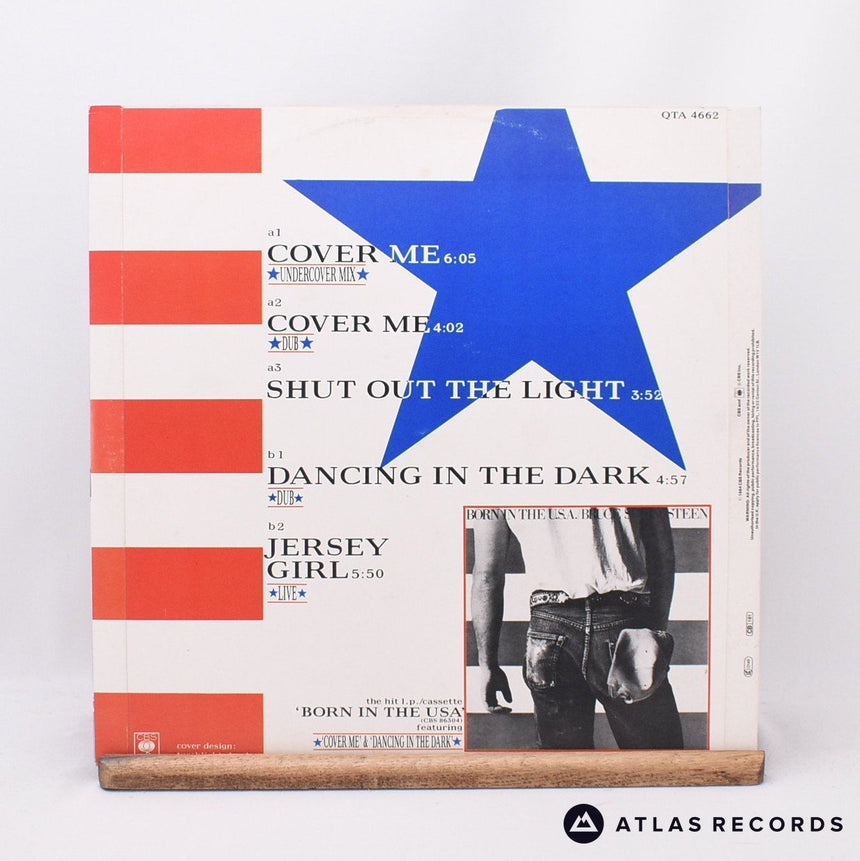 QTA 4662
a1
COVER ME 6:05
★UNDERCOVER MIX★
a2
COVER ME 4:02
★DUB★
a3
SHUT OUT THE LIGHT 3:52
b1
DANCING IN THE DARK 4:57
★DUB★
b2
JERSEY
GIRL 5:50
★LIVE★
BORN IN THE U.S.A.
the hit l.p./cassette
'BORN IN THE USA'
(CBS 86304)
featuring
★'COVER ME' & 'DANCING IN THE DARK'★
CBS
cover design:
ATLAS RECORDS